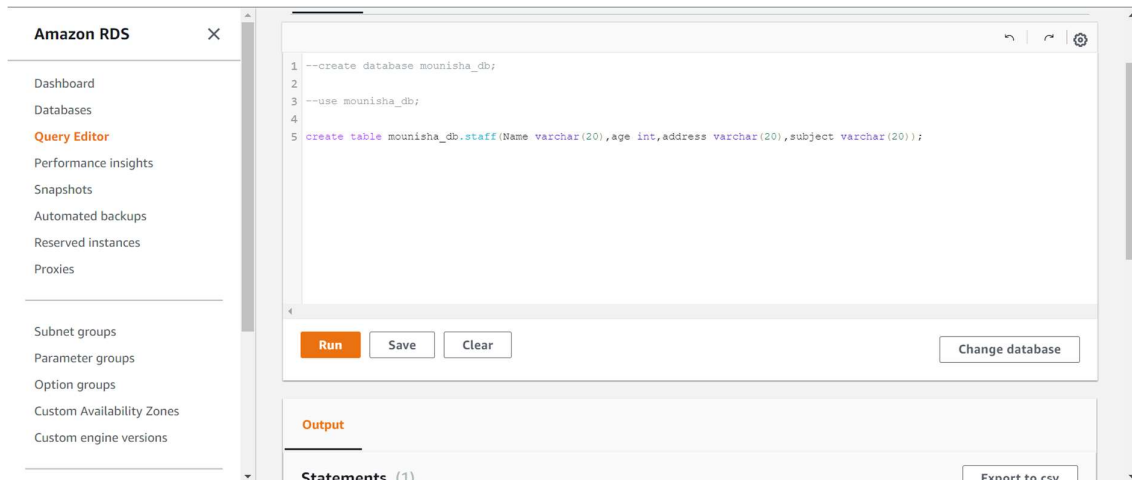 Amazon RDS
Dashboard
Databases
Query Editor
Performance insights
Snapshots
Automated backups
Reserved instances
Proxies
Subnet groups
Parameter groups
Option groups
Custom Availability Zones
Custom engine versions
1 --create database mounisha_db;
2
3 --use mounisha_db;
4
5 create table mounisha_db.staff(Name varchar(20),age int,address varchar(20),subject varchar(20));
Run Save Clear Change database
Output
Statements (1) Export to csv